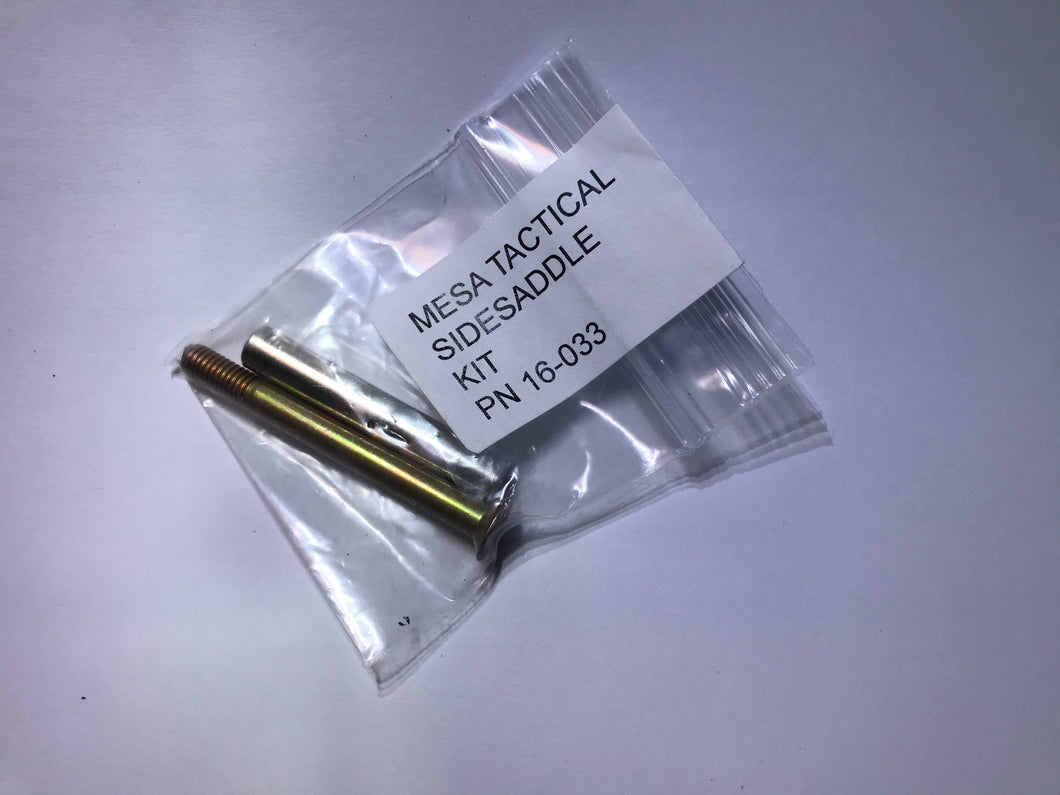 MESA TACTICAL
SIDESADDLE
KIT
PN 16-033